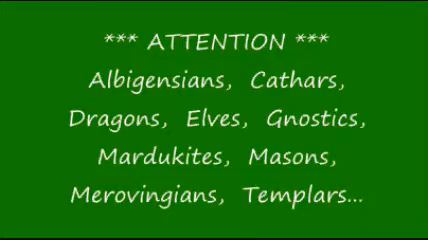 *** ATTENTION ***
Albigensians, Cathars,
Dragons, Elves, Gnostics,
Mardukites, Masons,
Merovingians, Templars...